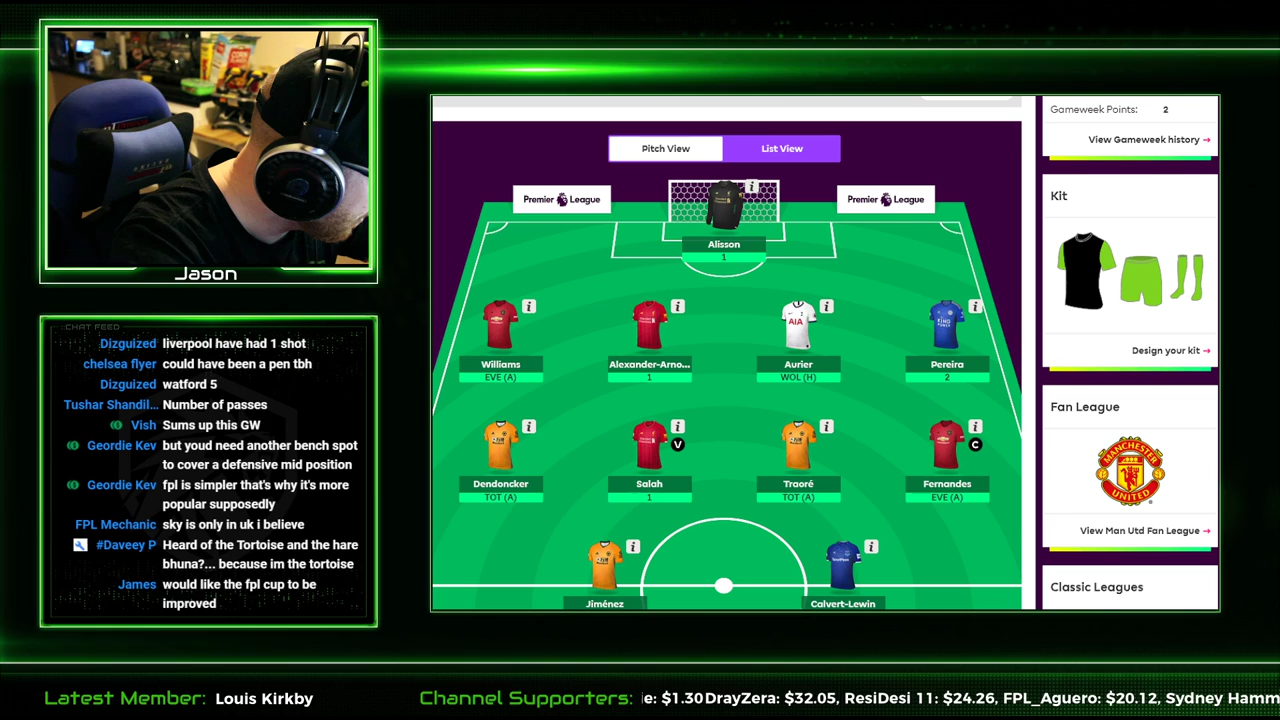 Jason
CHAT FEED
Dizguized liverpool have had 1 shot
chelsea flyer could have been a pen tbh
Dizguized watford 5
Tushar Shandil... Number of passes
Vish Sums up this GW
Geordie Kev but youd need another bench spot
to cover a defensive mid position
Geordie Kev fpl is simpler that's why it's more
popular supposedly
FPL Mechanic sky is only in uk i believe
#Daveey P Heard of the Tortoise and the hare
bhuna?... because im the tortoise
James would like the fpl cup to be
improved
Pitch View
List View
Premier League
Premier League
Alisson
1
Williams
EVE (A)
Alexander-Arno...
1
AIA
Aurier
WOL (H)
KING POWER
Pereira
2
Dendoncker
TOT (A)
V
Salah
1
Traoré
TOT (A)
C
Fernandes
EVE (A)
Jiménez
Calvert-Lewin
Gameweek Points: 2
View Gameweek history →
Kit
Design your kit →
Fan League
MANCHESTER
UNITED
View Man Utd Fan League →
Classic Leagues
Latest Member: Louis Kirkby
Channel Supporters: e: $1.30DrayZera: $32.05, ResiDesi 11: $24.26, FPL_Aguero: $20.12, Sydney Hamm